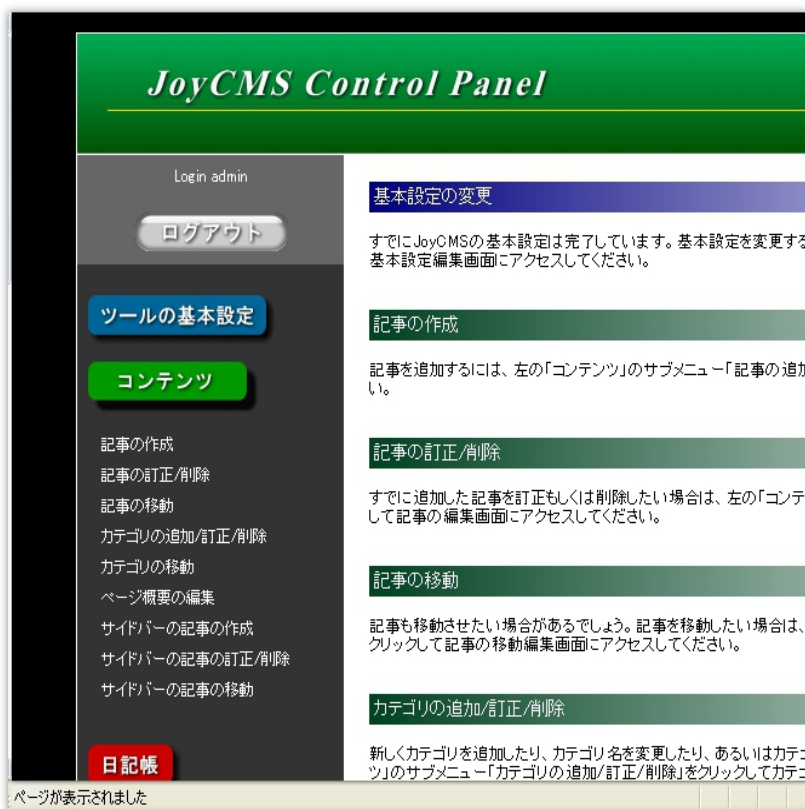 JoyCMS Control Panel
Login admin
ログアウト
ツールの基本設定
コンテンツ
記事の作成
記事の訂正/削除
記事の移動
カテゴリの追加/訂正/削除
カテゴリの移動
ページ概要の編集
サイドバーの記事の作成
サイドバーの記事の訂正/削除
サイドバーの記事の移動
日記帳
基本設定の変更
すでにJoyCMSの基本設定は完了しています。基本設定を変更する
基本設定編集画面にアクセスしてください。
記事の作成
記事を追加するには、左の「コンテンツ」のサブメニュー「記事の追加
い。
記事の訂正/削除
すでに追加した記事を訂正もしくは削除したい場合は、左の「コンテ
して記事の編集画面にアクセスしてください。
記事の移動
記事も移動させたい場合があるでしょう。記事を移動したい場合は、
クリックして記事の移動編集画面にアクセスしてください。
カテゴリの追加/訂正/削除
新しくカテゴリを追加したり、カテゴリ名を変更したり、あるいはカテゴ
ツ」のサブメニュー「カテゴリの追加/訂正/削除」をクリックしてカテゴ
ページが表示されました